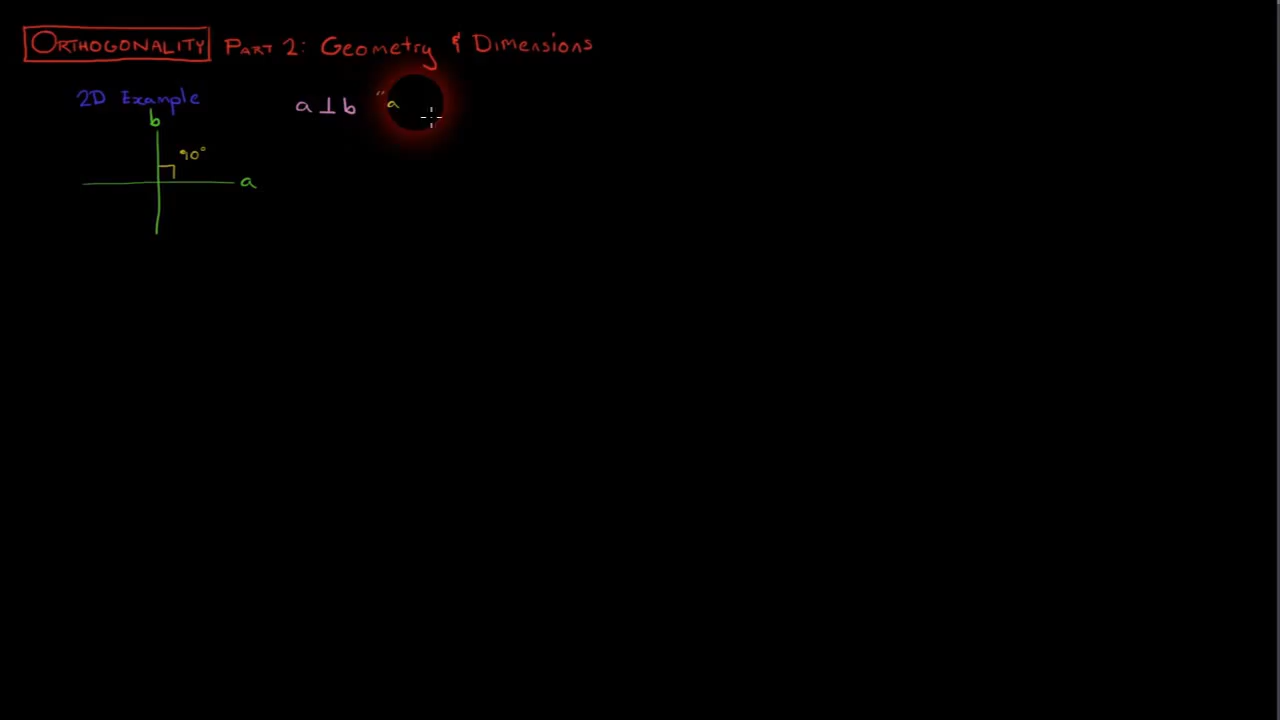 ORTHOGONALITY PART 2: Geometry & Dimensions
2D Example
a ⊥ b "a
b
90°
a